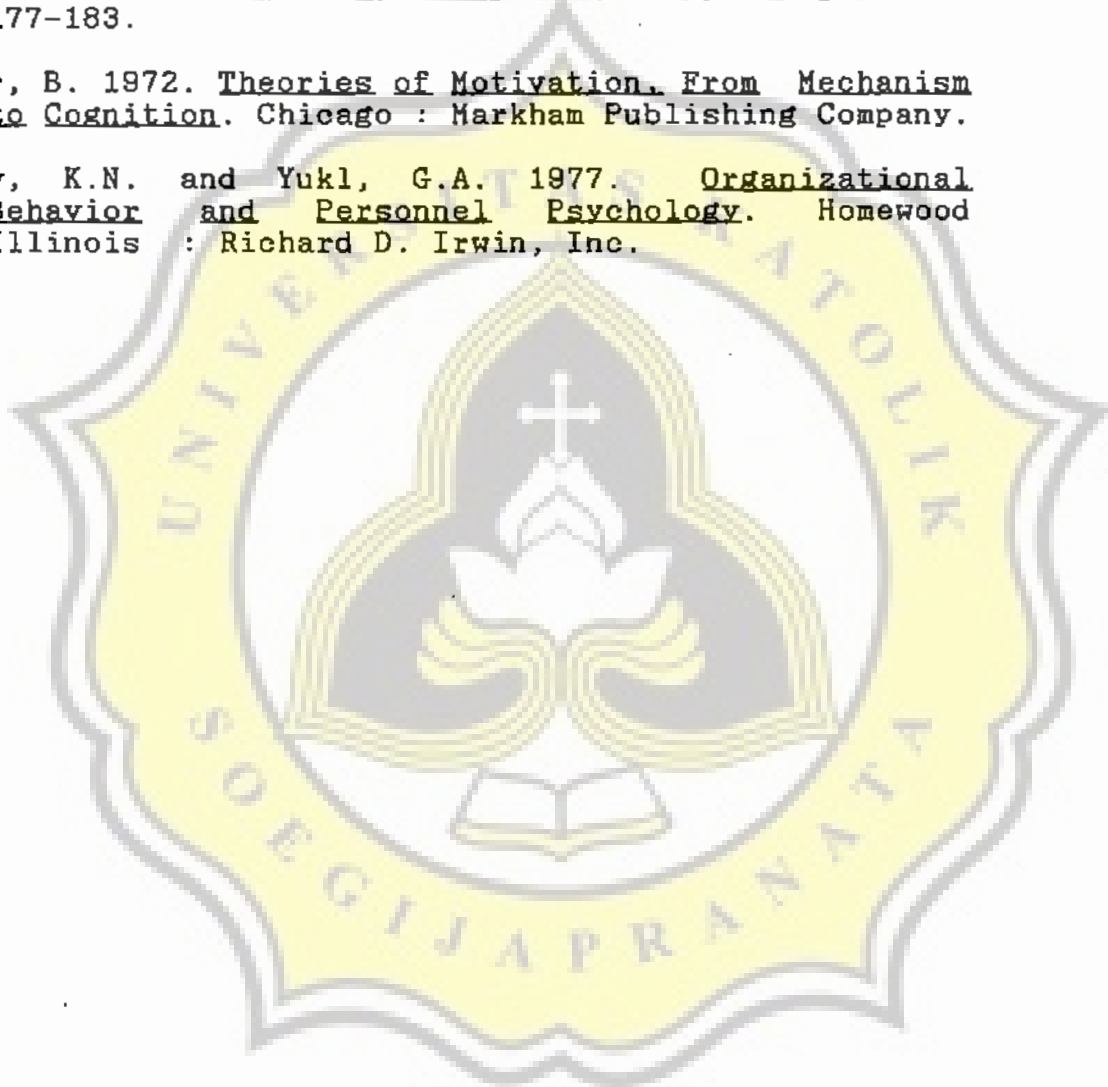 177-183.
r, B. 1972. Theories of Motivation. From Mechanism
to Cognition. Chicago : Markham Publishing Company.
y, K.N. and Yukl, G.A. 1977. Organizational
Behavior and Personnel Psychology. Homewood
Illinois : Richard D. Irwin, Inc.
UNIVERSITAS KATOLIK
SOEGIJAPRANATA